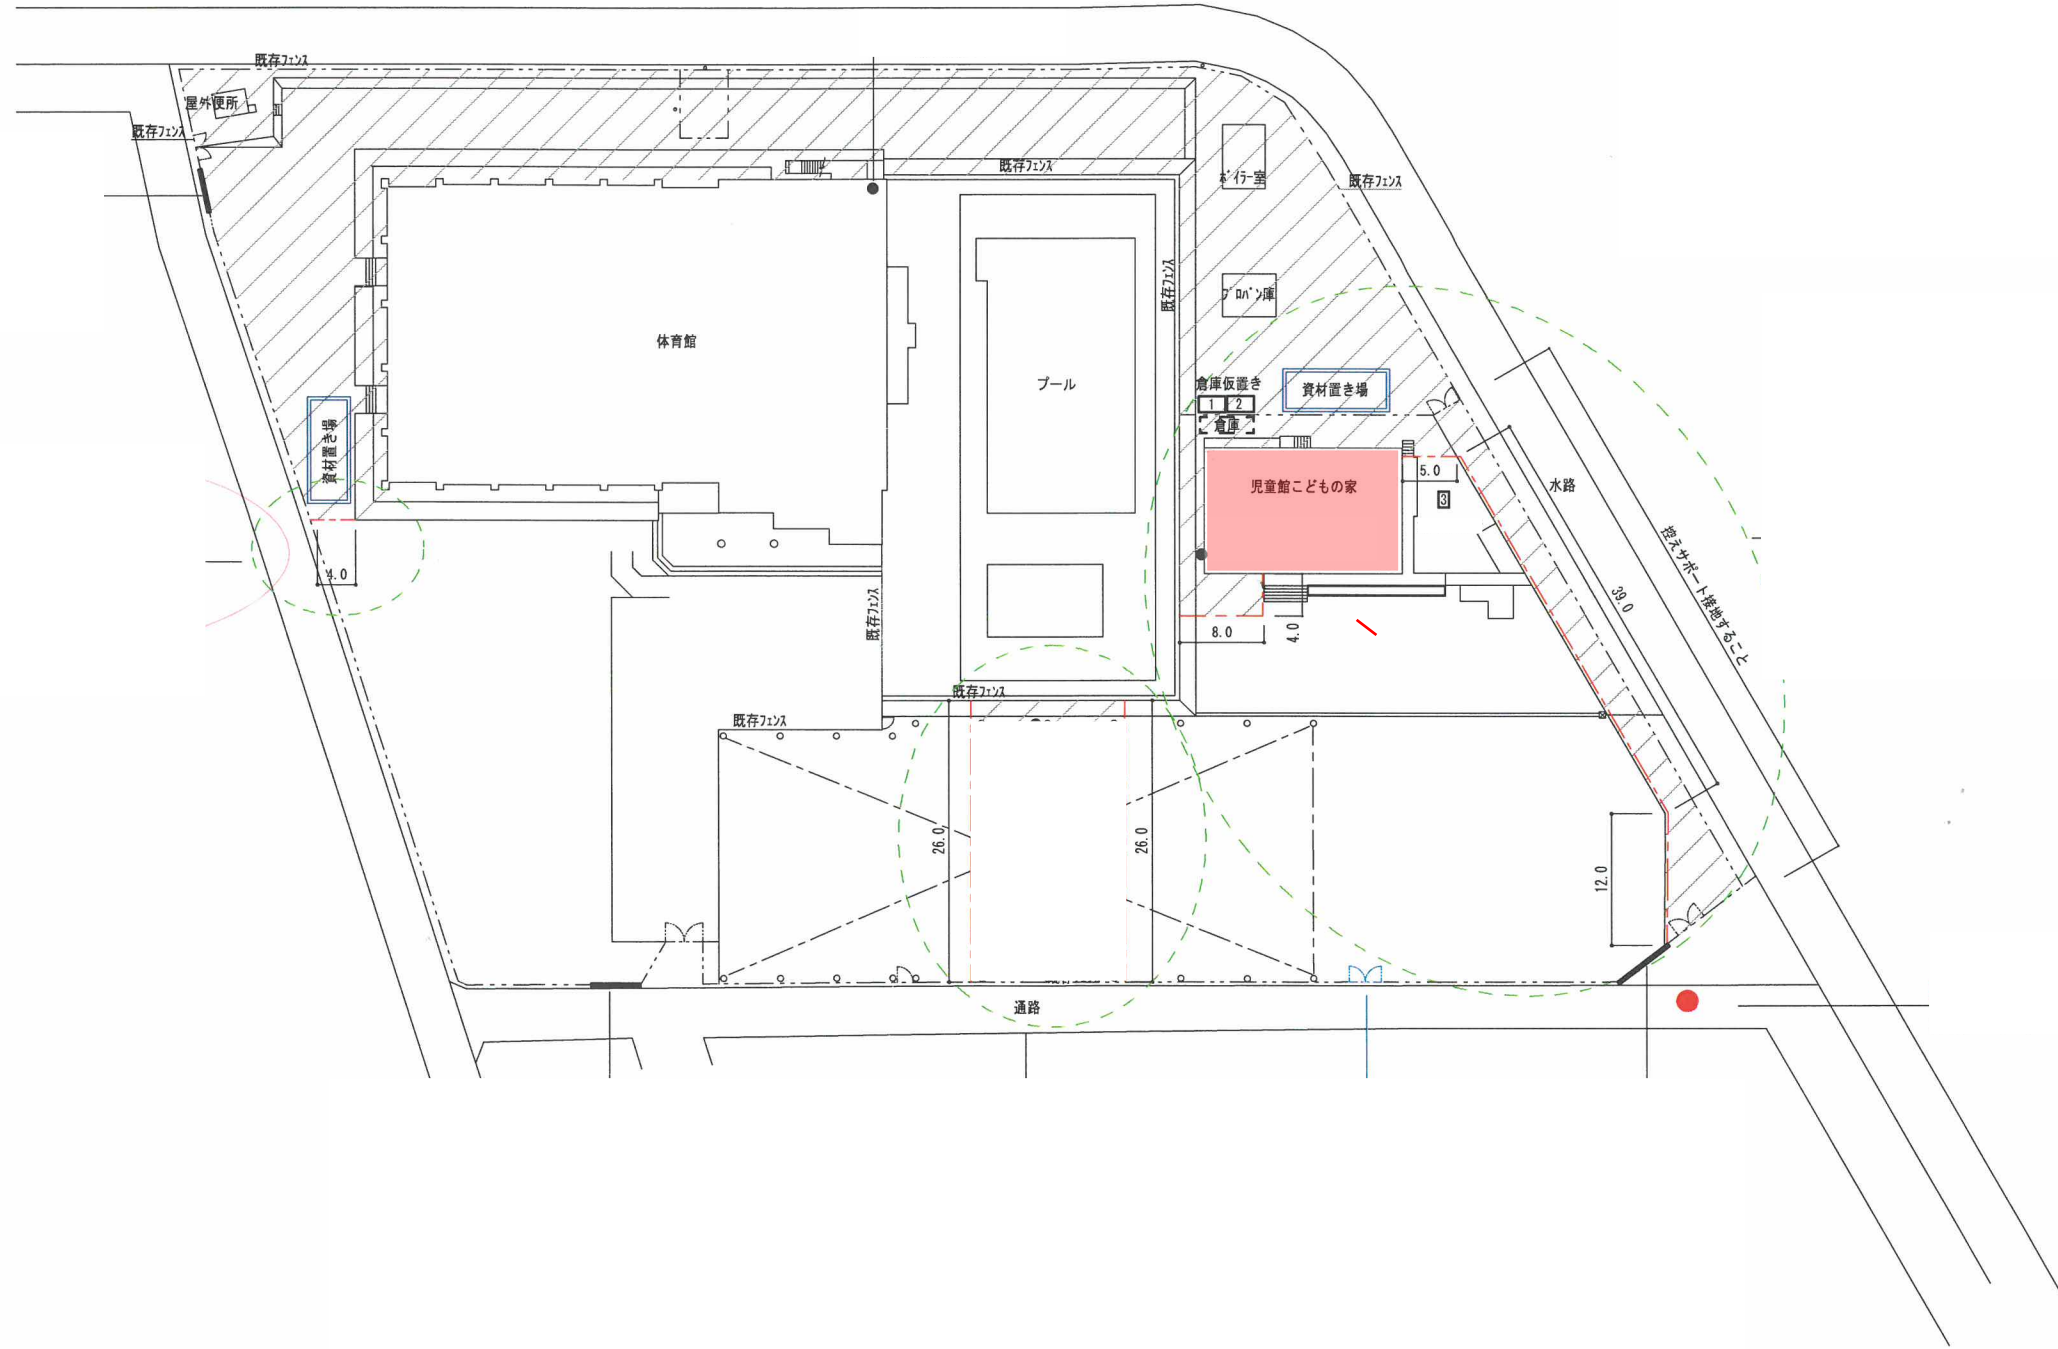 既存フェンス
屋外便所
既存フェンス
既存フェンス
ボイラー室
既存フェンス
既存フェンス
プロパン庫
体育館
プール
倉庫仮置き
1 2
倉庫
資材置き場
資材置き場
児童館こどもの家
5.0
3
水路
控えサポート接地すること
39.0
4.0
既存フェンス
8.0
4.0
既存フェンス
既存フェンス
26.0
26.0
12.0
通路